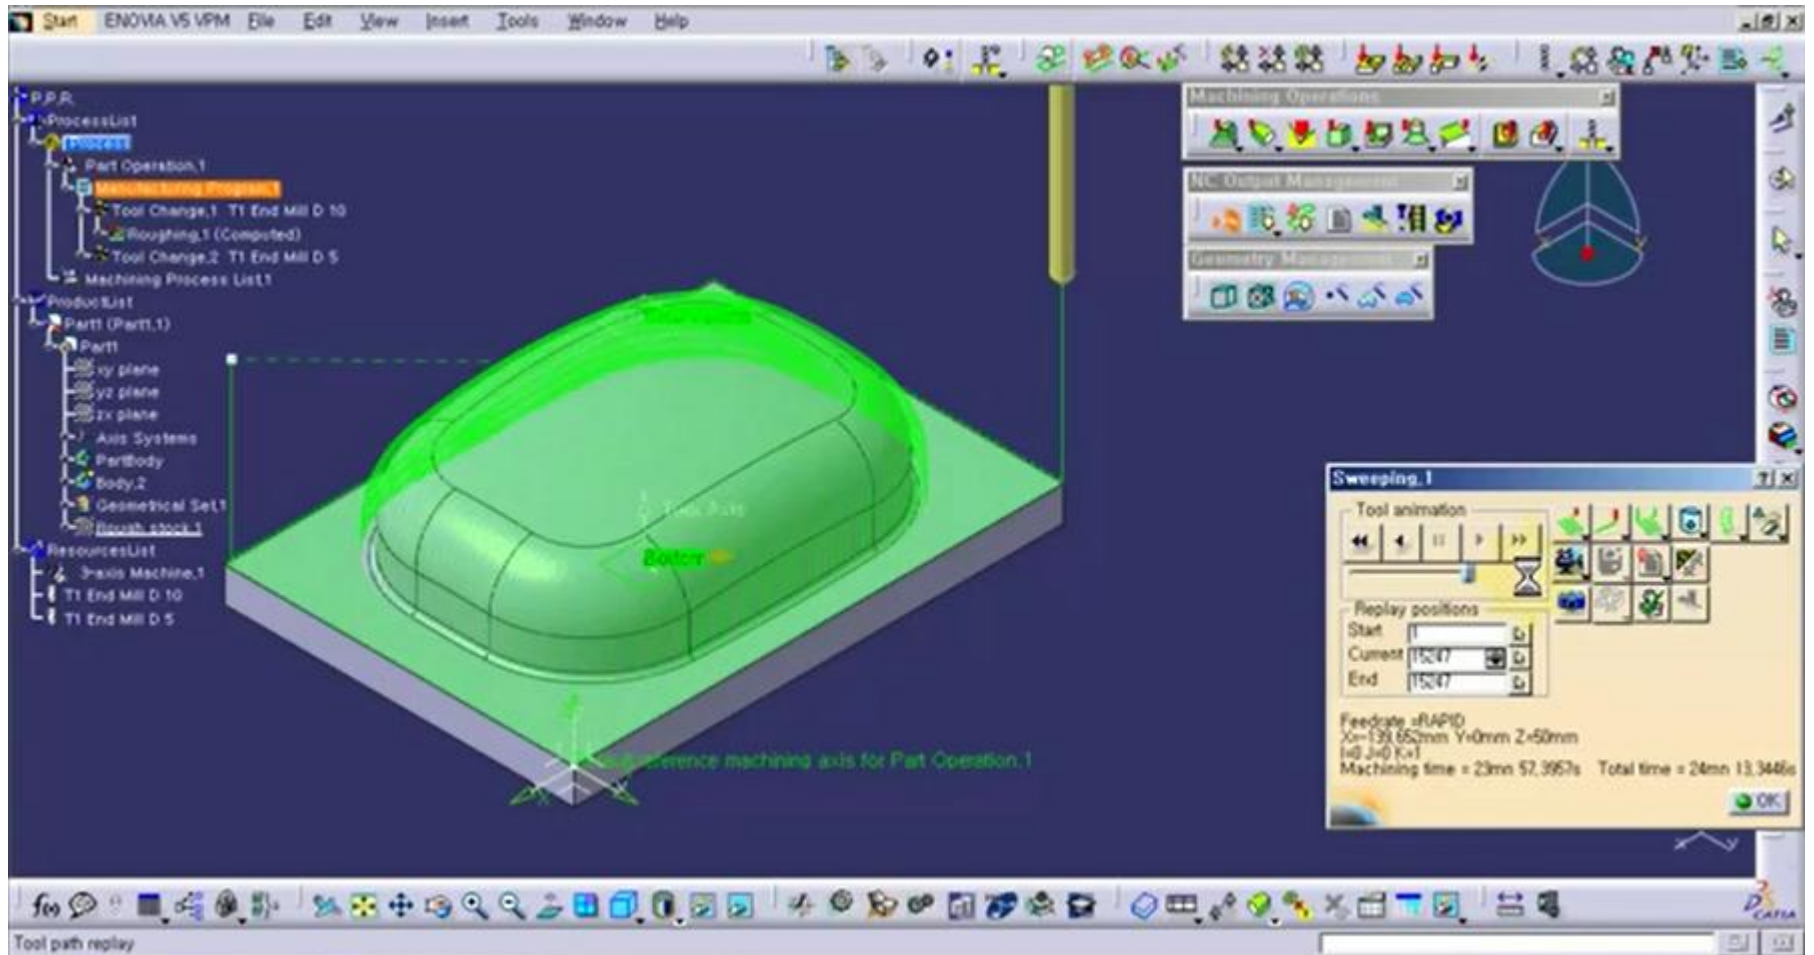 Start ENOVIA V5 VPM File Edit View Insert Tools Window Help
P.P.R.
ProcessList
Process
Part Operation,1
Manufacturing Program,1
Tool Change,1 T1 End Mill D 10
Roughing,1 (Computed)
Tool Change,2 T1 End Mill D 5
Machining Process List,1
ProductList
Part1 (Part1,1)
Part1
xy plane
yz plane
zx plane
Axis Systems
PartBody
Body,2
Geometrical Set,1
Rough stock,1
ResourcesList
3-axis Machine,1
T1 End Mill D 10
T1 End Mill D 5
Machining Operations
NC Output Management
Geometry Management
Tool Axis
Bottom
reference machining axis for Part Operation,1
Sweeping,1
Tool animation
Replay positions
Start 1
Current 15247
End 15247
Feedrate =RAPID
X=-139,652mm Y=0mm Z=50mm
I=0 J=0 K=1
Machining time = 23mn 57,3957s Total time = 24mn 13,3446s
OK
x y
CATIA
Tool path replay